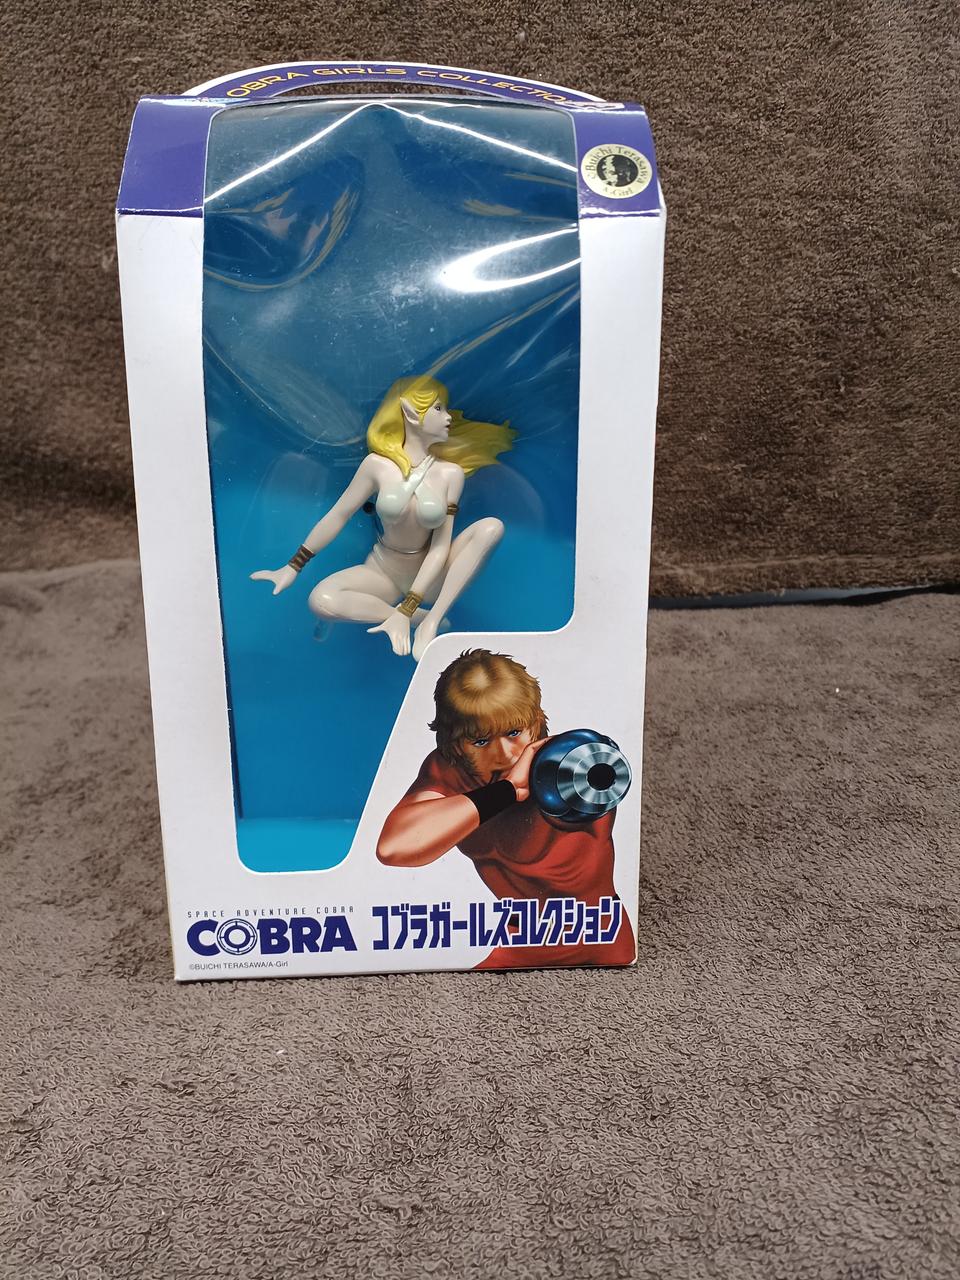 OBRA GIRLS COLLECTION
©Buichi Terasawa
A-Girl
SPACE ADVENTURE COBRA
COBRA
コブラガールズコレクション
©BUICHI TERASAWA/A-Girl